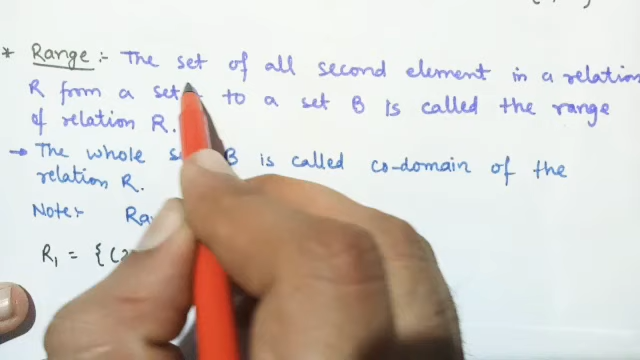 * Range:- The set of all second element in a relation
R from a set to a set B is called the range
of relation R.
→ The whole B is called co-domain of the
relation R.
Note:-
R₁ = {(2